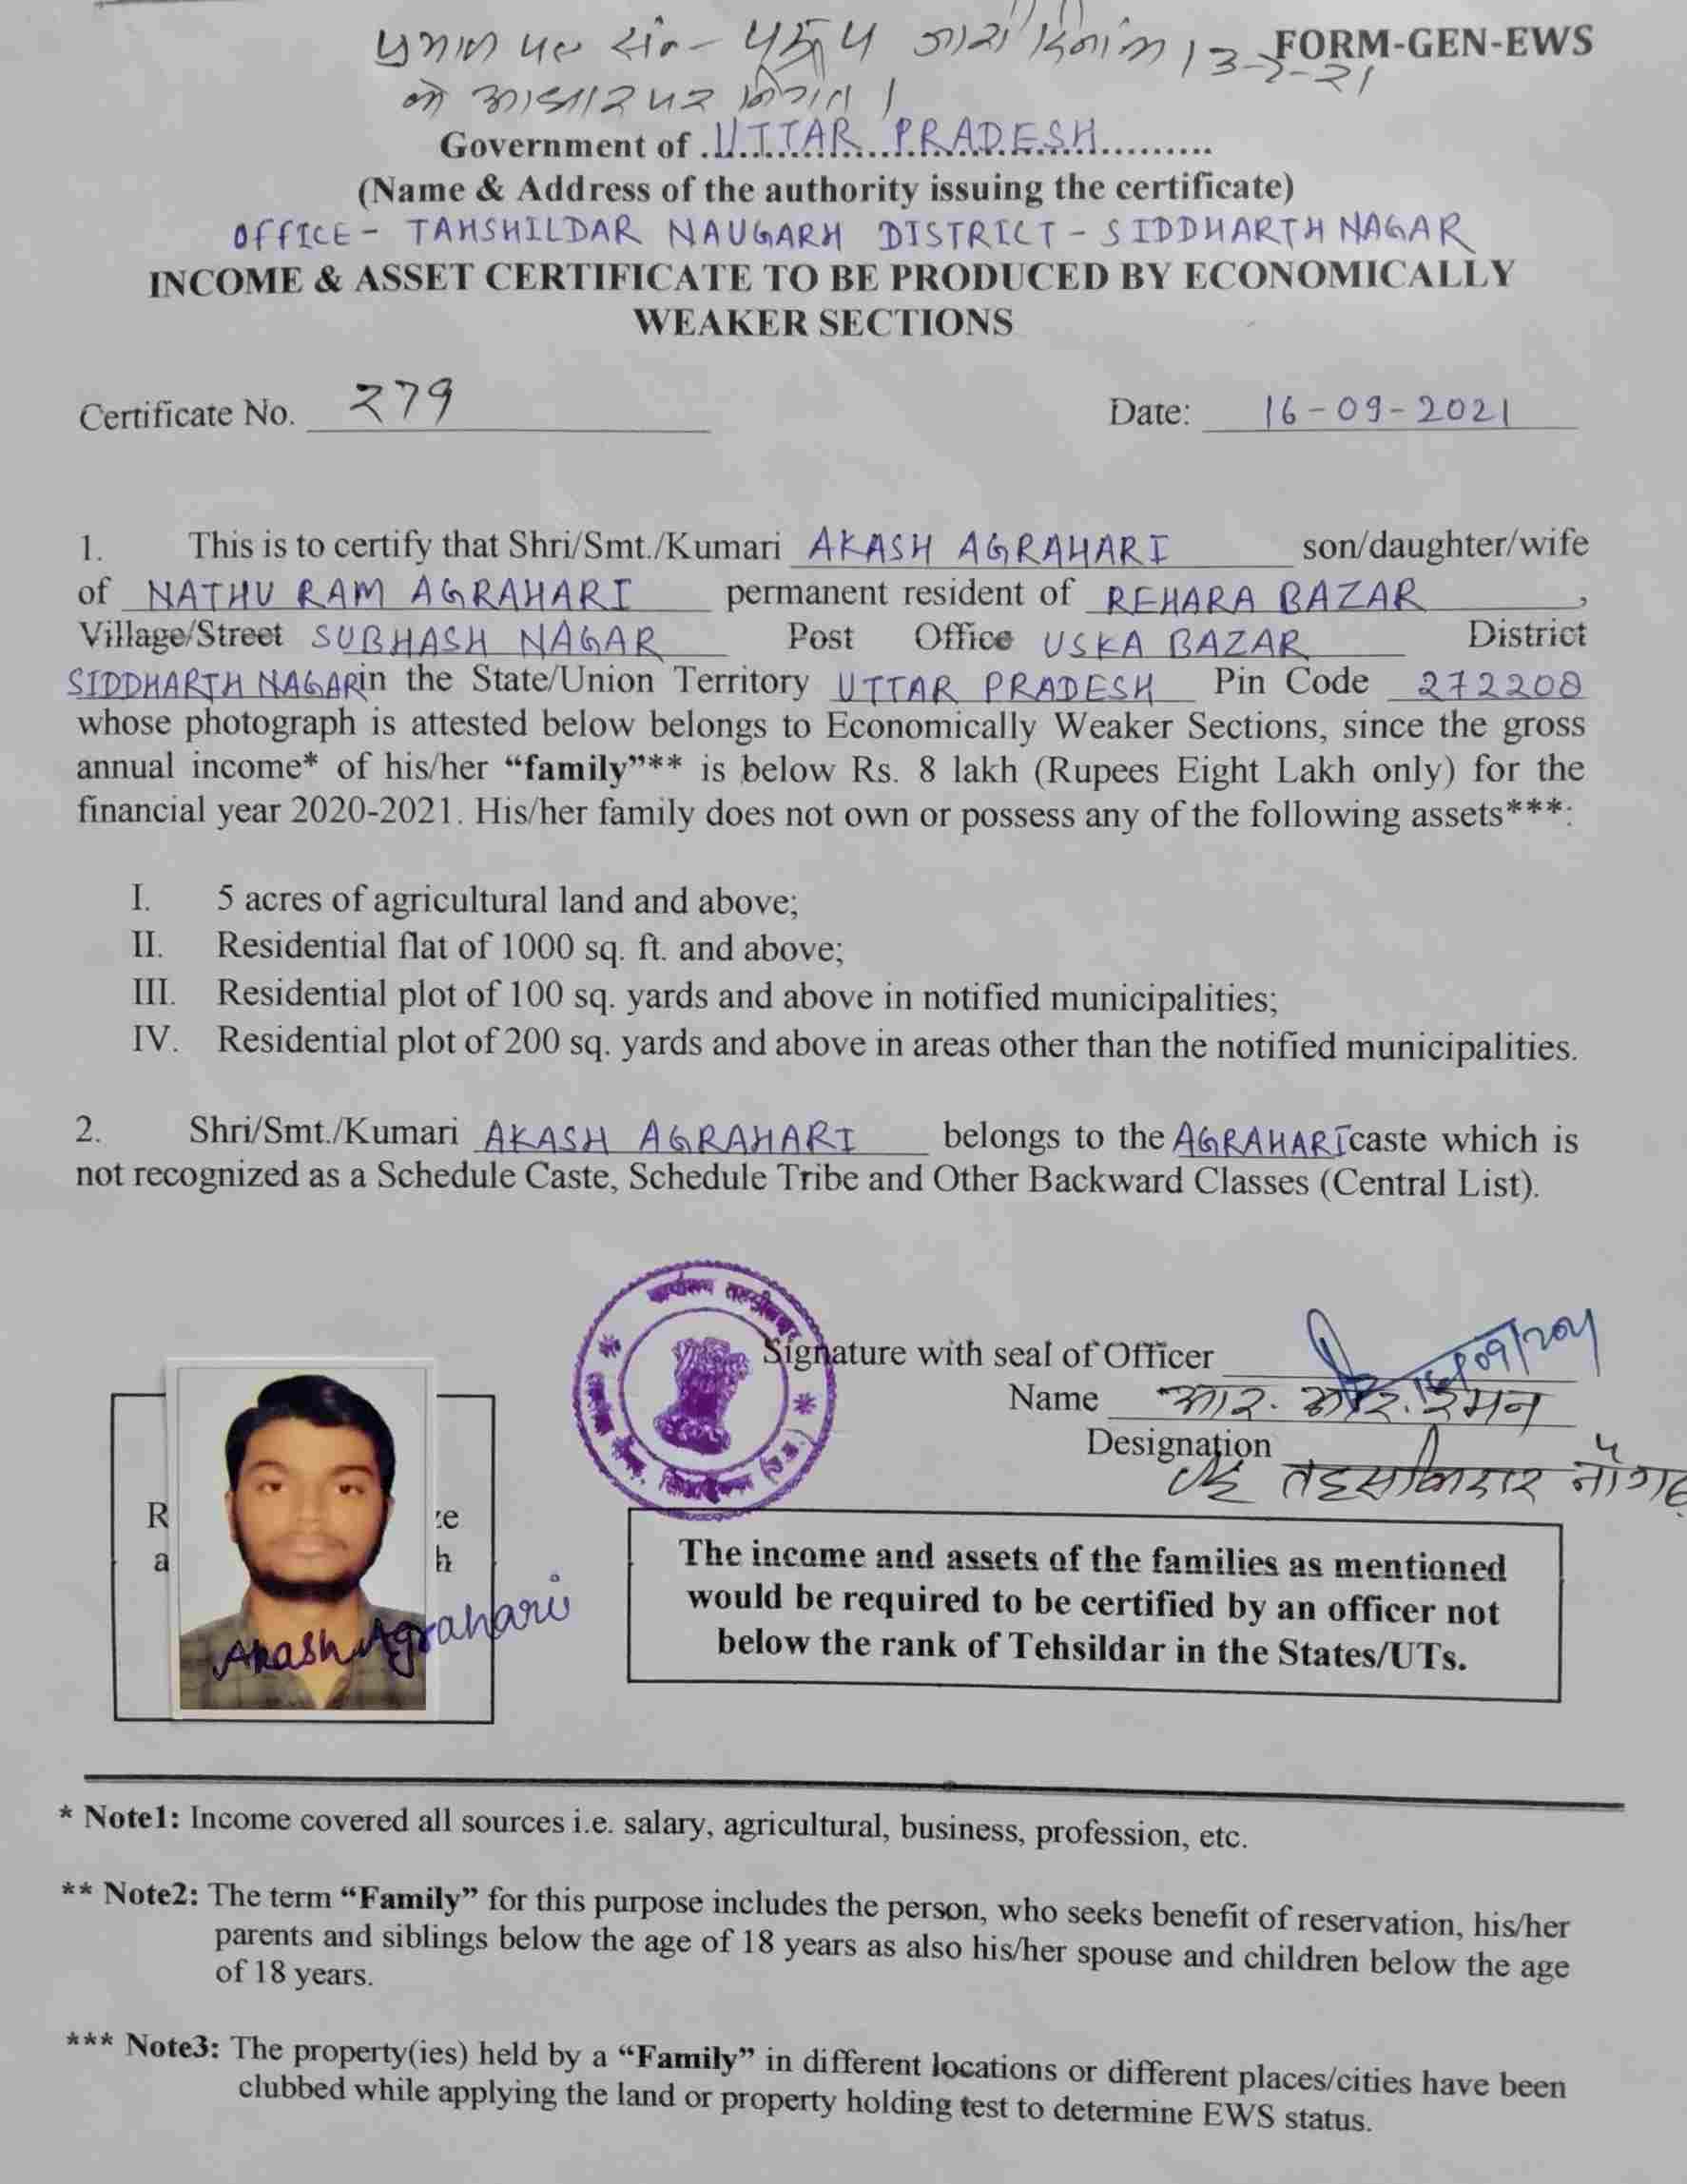 प्रमाण पत्र सं०- जारी दिनांक 13-
FORM-GEN-EWS
के आधार पर निर्गत ।
Government of .UTTAR PRADESH..........
(Name & Address of the authority issuing the certificate)
OFFICE - TAHSHILDAR NAUGARH DISTRICT - SIDDHARTH NAGAR
INCOME & ASSET CERTIFICATE TO BE PRODUCED BY ECONOMICALLY
WEAKER SECTIONS
Certificate No. २79 Date: 16-09-2021
1. This is to certify that Shri/Smt./Kumari AKASH AGRAHARI son/daughter/wife
of NATHU RAM AGRAHARI permanent resident of REHARA BAZAR ,
Village/Street SUBHASH NAGAR Post Office USKA BAZAR District
SIDDHARTH NAGAR in the State/Union Territory UTTAR PRADESH Pin Code 272208
whose photograph is attested below belongs to Economically Weaker Sections, since the gross
annual income* of his/her “family”** is below Rs. 8 lakh (Rupees Eight Lakh only) for the
financial year 2020-2021. His/her family does not own or possess any of the following assets***:
I. 5 acres of agricultural land and above;
II. Residential flat of 1000 sq. ft. and above;
III. Residential plot of 100 sq. yards and above in notified municipalities;
IV. Residential plot of 200 sq. yards and above in areas other than the notified municipalities.
2. Shri/Smt./Kumari AKASH AGRAHARI belongs to the AGRAHARI caste which is
not recognized as a Schedule Caste, Schedule Tribe and Other Backward Classes (Central List).
कार्यालय तहसीलदार
Signature with seal of Officer 16/09/2021
Name आर. आर. रमन
Designation
तहसीलदार नौगढ़
R ze
a h
Akash Agrahari
The income and assets of the families as mentioned
would be required to be certified by an officer not
below the rank of Tehsildar in the States/UTs.
* Note1: Income covered all sources i.e. salary, agricultural, business, profession, etc.
** Note2: The term “Family” for this purpose includes the person, who seeks benefit of reservation, his/her
parents and siblings below the age of 18 years as also his/her spouse and children below the age
of 18 years.
*** Note3: The property(ies) held by a “Family” in different locations or different places/cities have been
clubbed while applying the land or property holding test to determine EWS status.